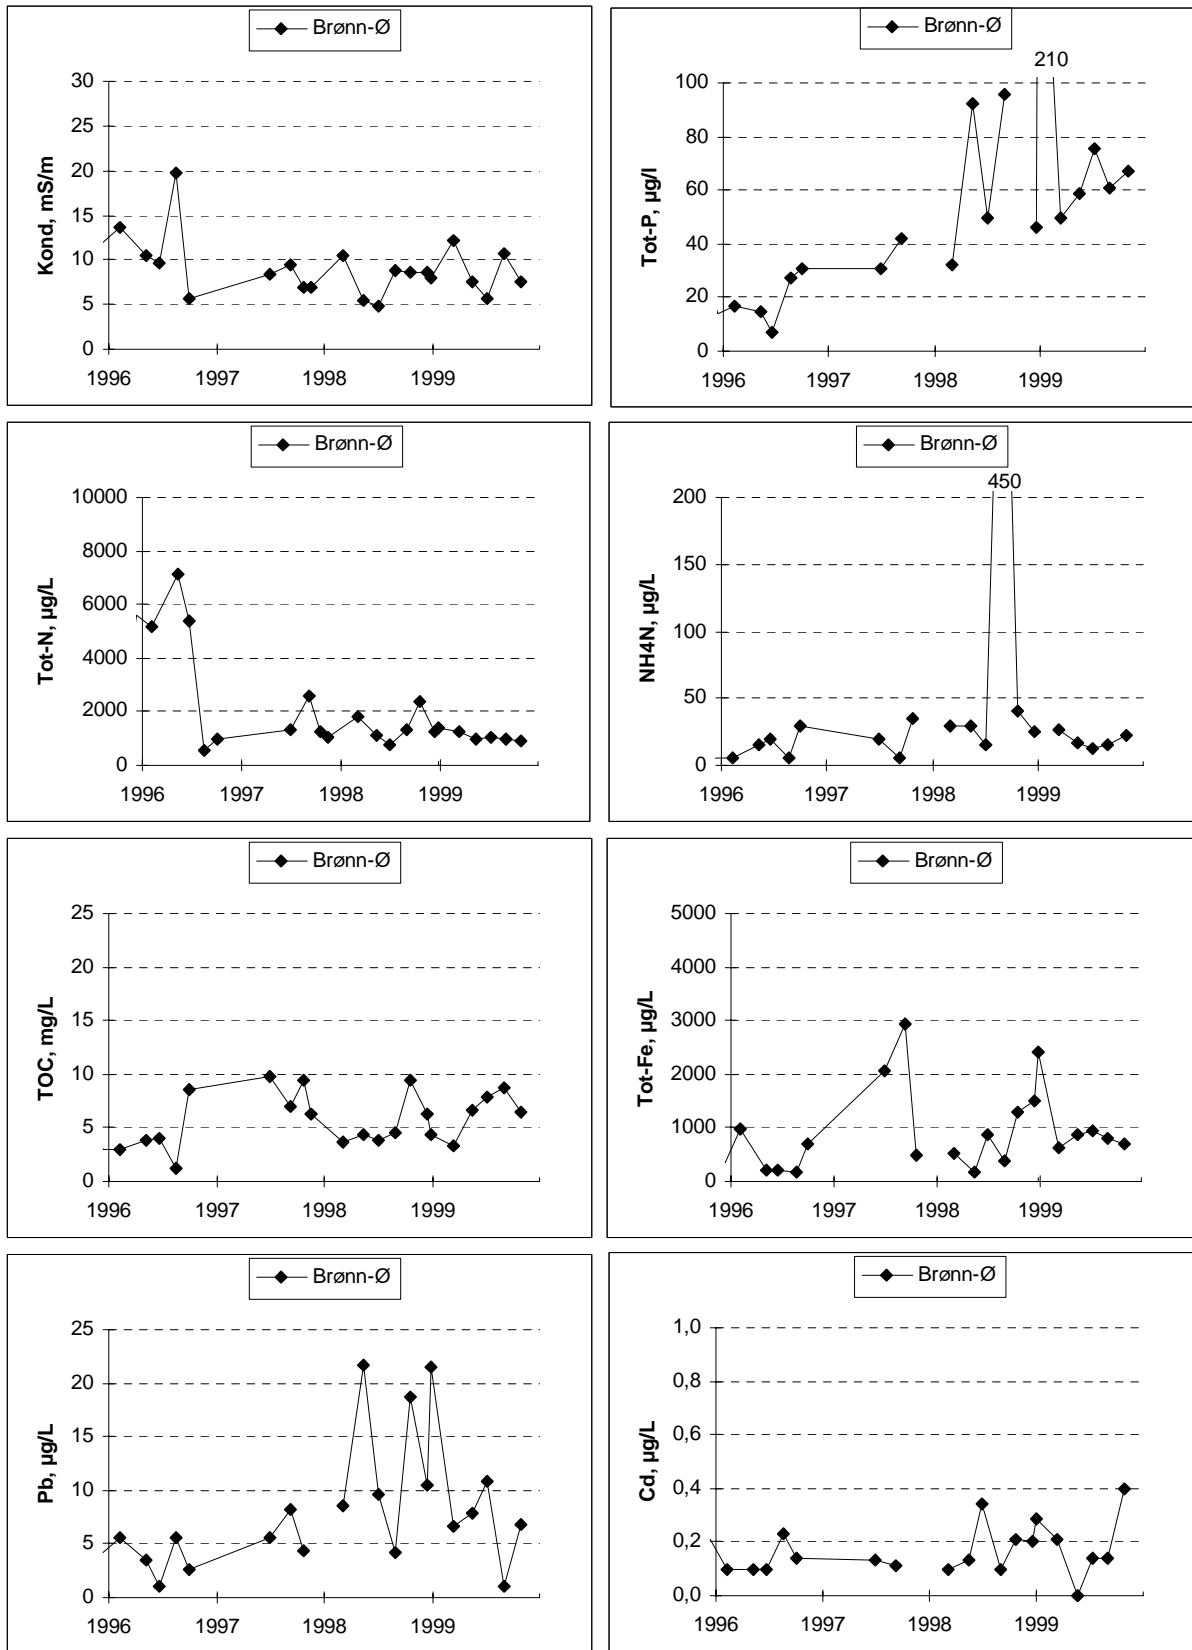 Brønn-Ø
Kond, mS/m
30
25
20
15
10
5
0
1996 1997 1998 1999
Brønn-Ø
210
Tot-P, µg/l
100
80
60
40
20
0
1996 1997 1998 1999
Brønn-Ø
Tot-N, µg/L
10000
8000
6000
4000
2000
0
1996 1997 1998 1999
Brønn-Ø
450
NH4N, µg/L
200
150
100
50
0
1996 1997 1998 1999
Brønn-Ø
TOC, mg/L
25
20
15
10
5
0
1996 1997 1998 1999
Brønn-Ø
Tot-Fe, µg/L
5000
4000
3000
2000
1000
0
1996 1997 1998 1999
Brønn-Ø
Pb, µg/L
25
20
15
10
5
0
1996 1997 1998 1999
Brønn-Ø
Cd, µg/L
1,0
0,8
0,6
0,4
0,2
0,0
1996 1997 1998 1999